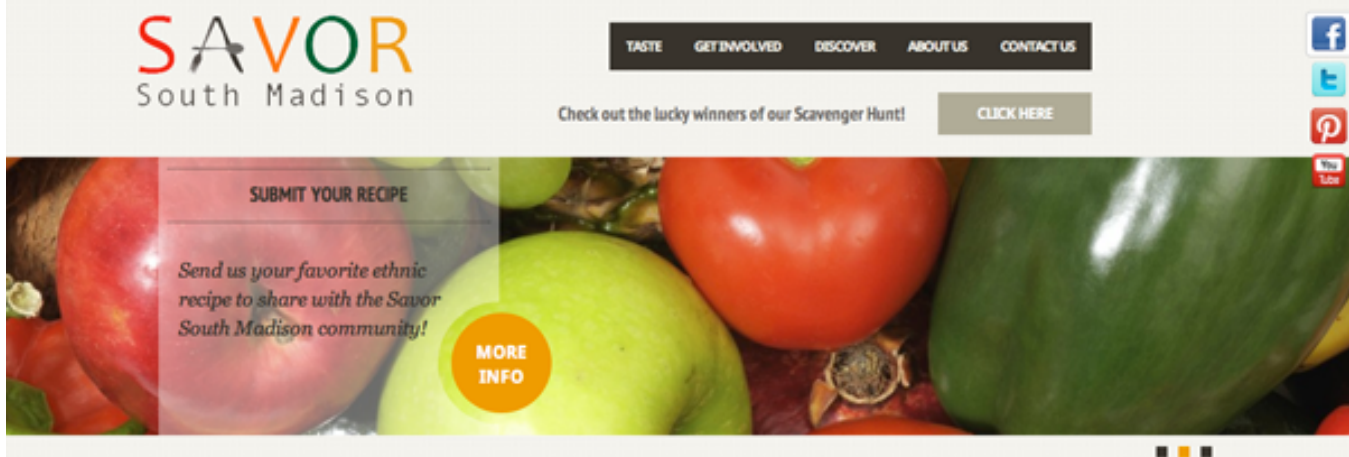 SAVOR
South Madison
TASTE GET INVOLVED DISCOVER ABOUT US CONTACT US
Check out the lucky winners of our Scavenger Hunt! CLICK HERE
f
t
P
You
Tube
SUBMIT YOUR RECIPE
Send us your favorite ethnic
recipe to share with the Savor
South Madison community!
MORE
INFO